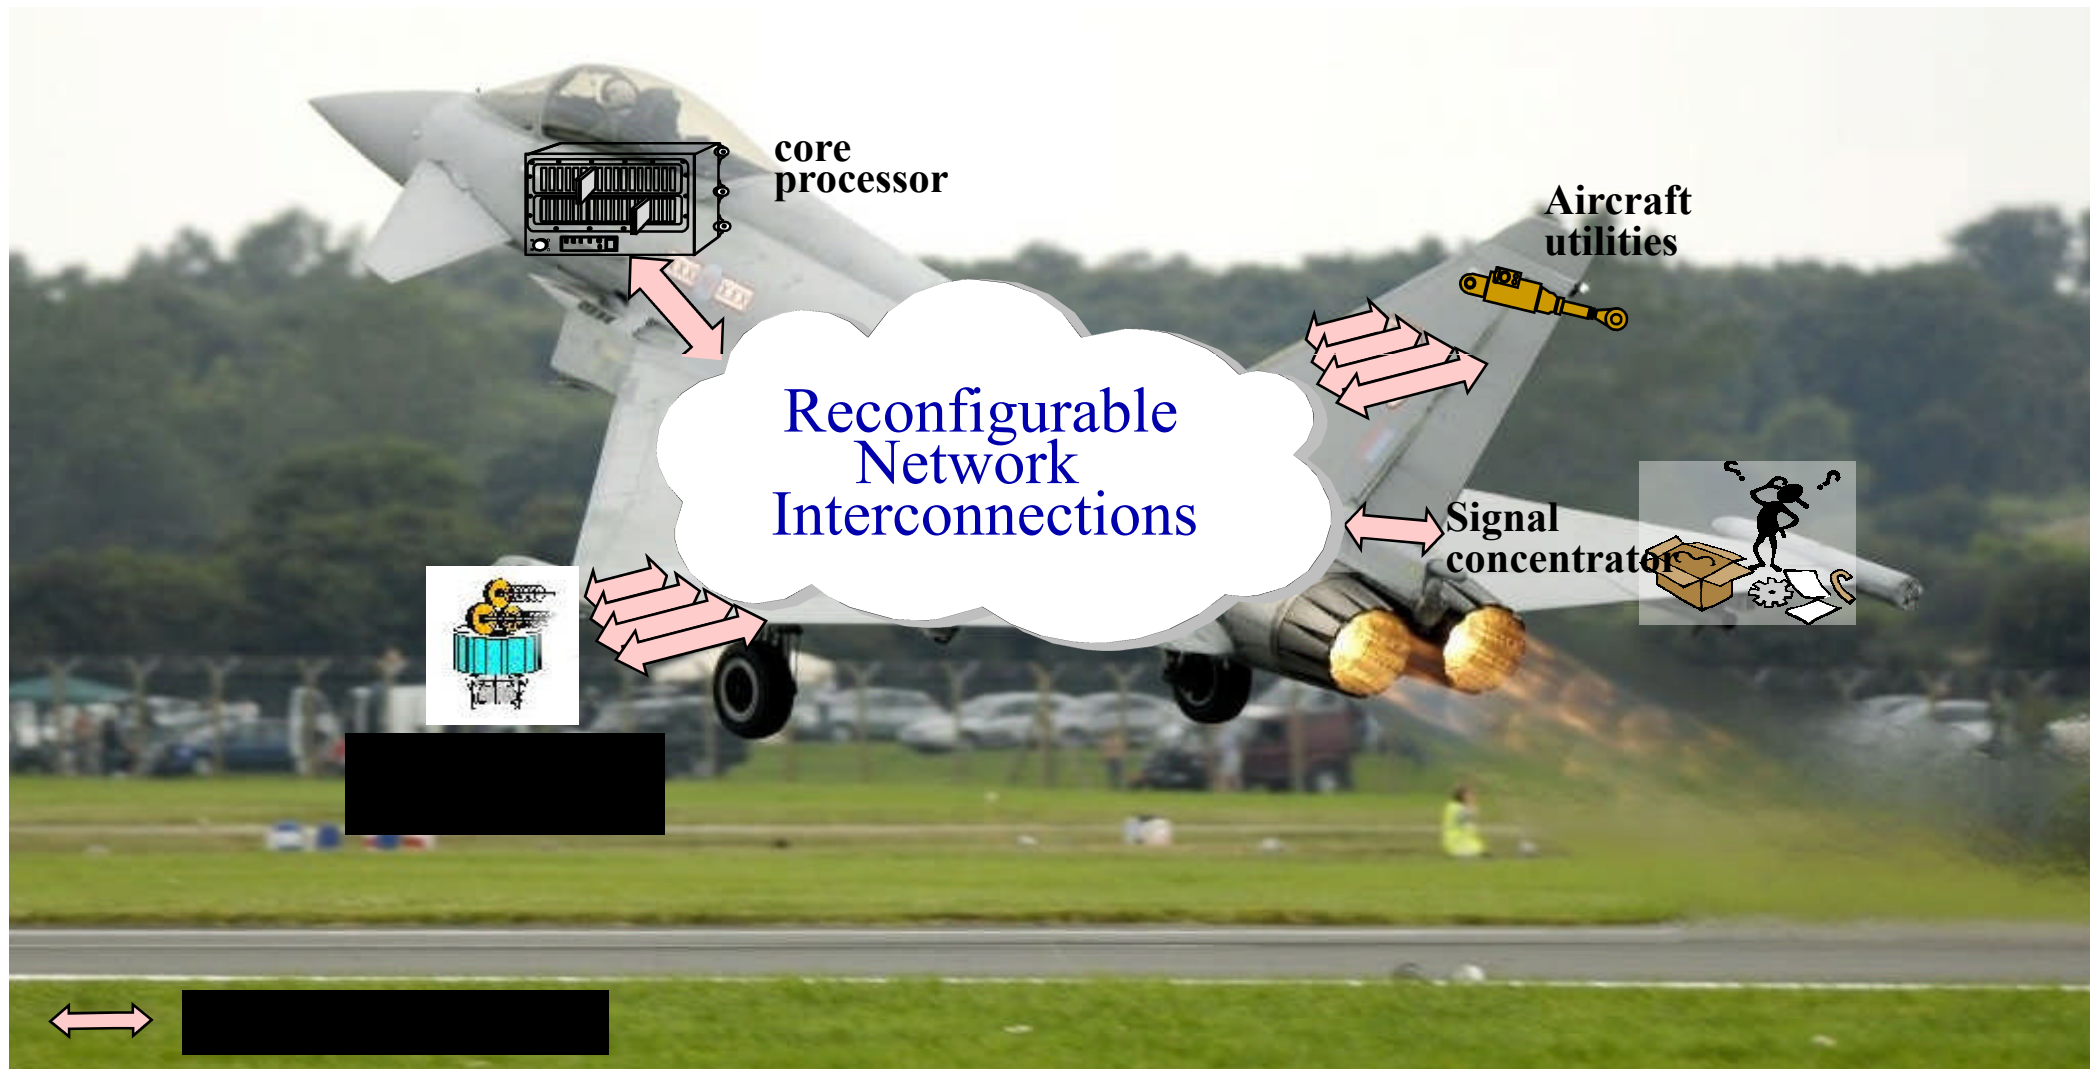 core
processor
Aircraft
utilities
Reconfigurable
Network
Interconnections
Signal
concentrator